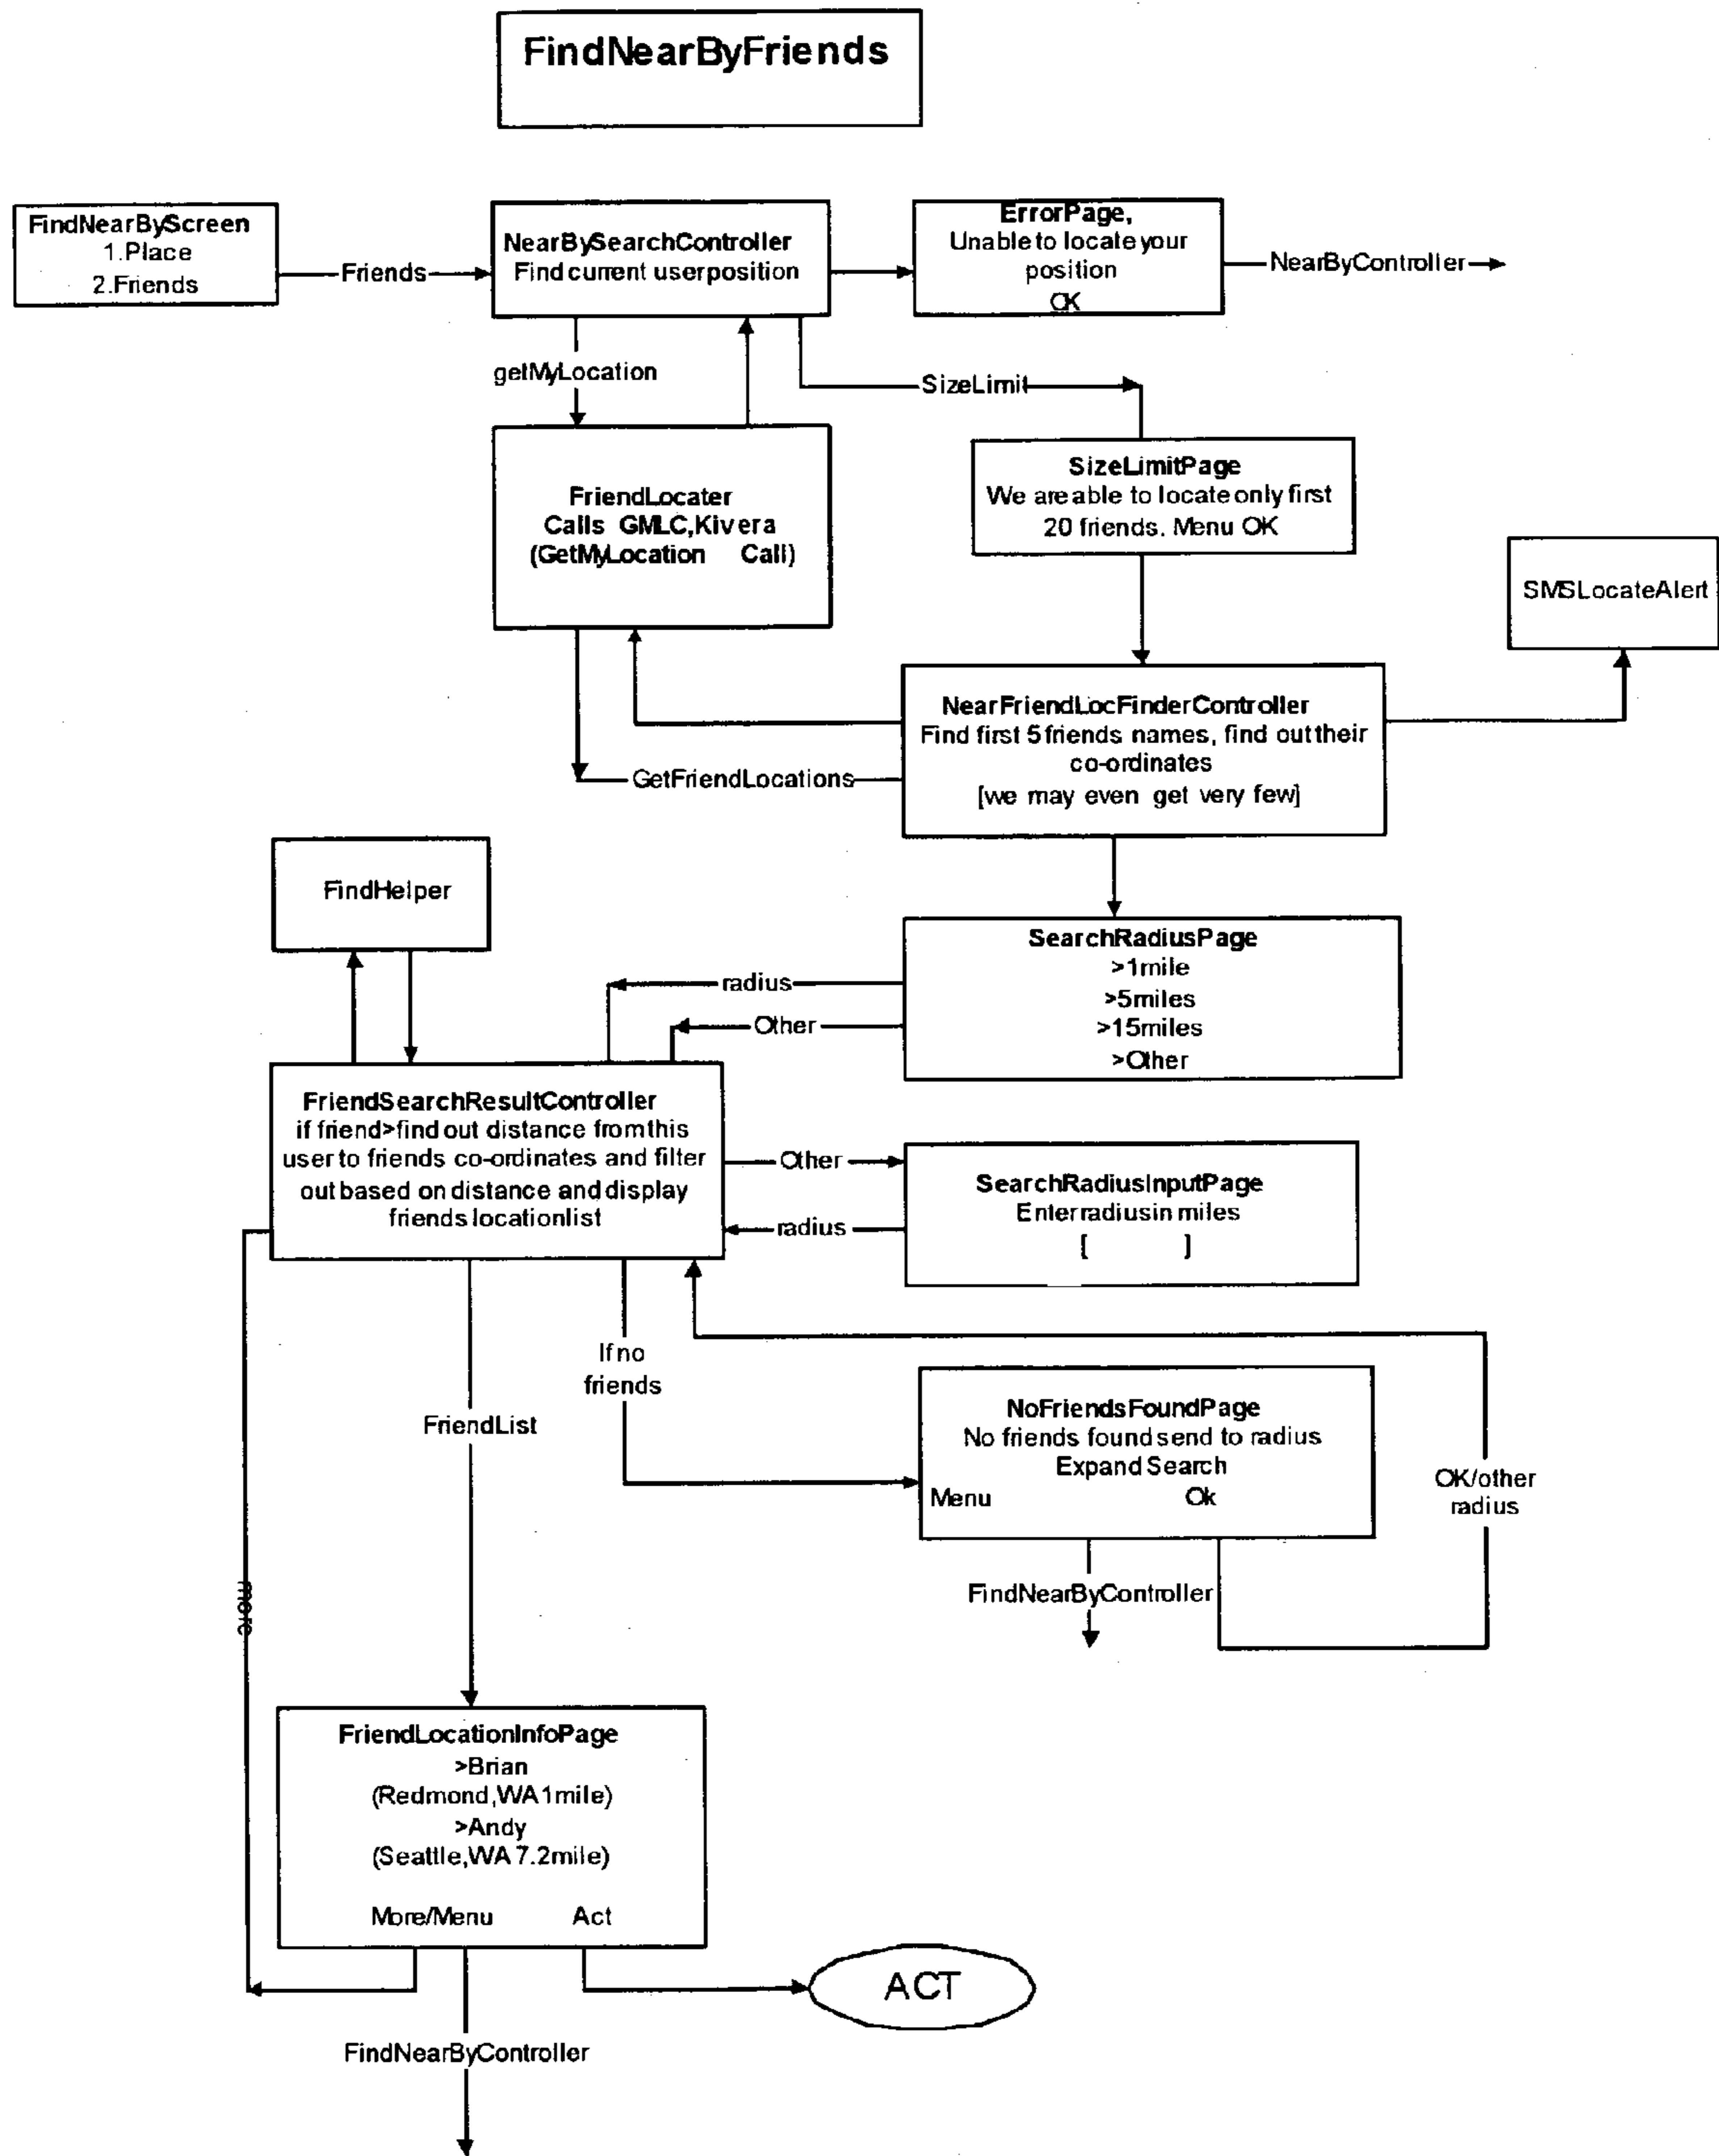 FindNearByFriends
FindNearByScreen
1.Place
2.Friends
Friends
NearBySearchController
Find current user position
ErrorPage,
Unable to locate your
position
OK
NearByController
getMyLocation
SizeLimit
FriendLocater
Calls GMLC,Kivera
(GetMyLocation Call)
SizeLimitPage
We are able to locate only first
20 friends. Menu OK
SMSLocateAlert
NearFriendLocFinderController
Find first 5 friends names, find out their
co-ordinates
[we may even get very few]
GetFriendLocations
FindHelper
SearchRadiusPage
>1mile
>5miles
>15miles
>Other
radius
Other
FriendSearchResultController
if friend>find out distance from this
user to friends co-ordinates and filter
out based on distance and display
friends location list
Other
radius
SearchRadiusInputPage
Enter radius in miles
[ ]
If no
friends
FriendList
NoFriendsFoundPage
No friends found send to radius
Expand Search
Menu Ok
OK/other
radius
FindNearByController
more
FriendLocationInfoPage
>Brian
(Redmond,WA 1mile)
>Andy
(Seattle,WA 7.2mile)
More/Menu Act
ACT
FindNearByController